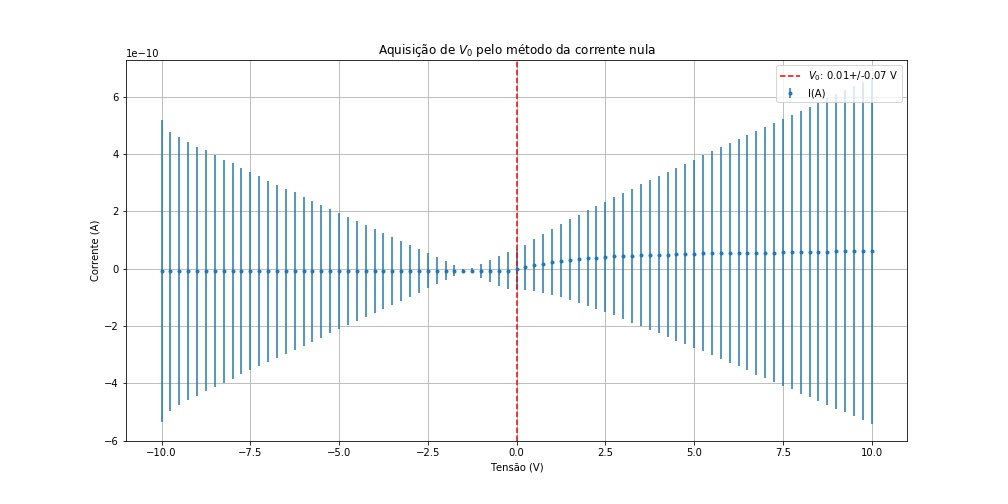 Aquisição de V₀ pelo método da corrente nula
1e−10
V₀: 0.01+/-0.07 V
I(A)
6
4
2
0
−2
−4
−6
Corrente (A)
−10.0 −7.5 −5.0 −2.5 0.0 2.5 5.0 7.5 10.0
Tensão (V)